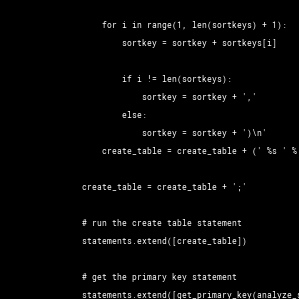 for i in range(1, len(sortkeys) + 1):
sortkey = sortkey + sortkeys[i]
if i != len(sortkeys):
sortkey = sortkey + ','
else:
sortkey = sortkey + ')\n'
create_table = create_table + (' %s ' %
create_table = create_table + ';'
# run the create table statement
statements.extend([create_table])
# get the primary key statement
statements.extend([get_primary_key(analyze_